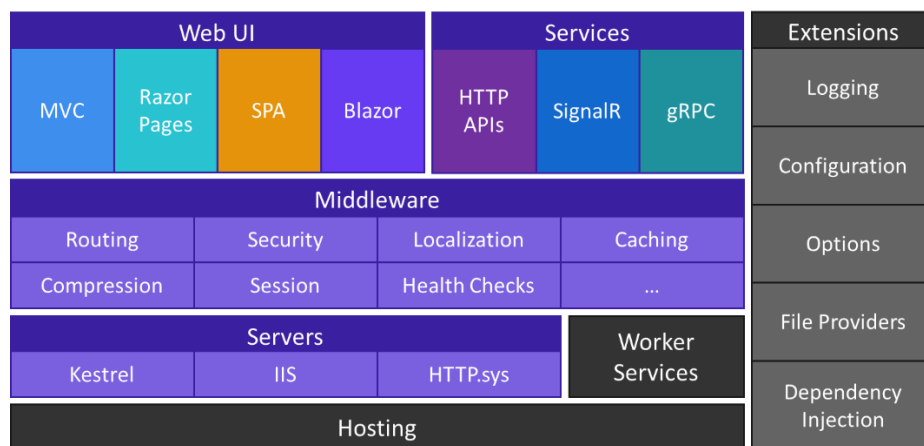 Web UI
MVC
Razor
Pages
SPA
Blazor
Services
HTTP
APIs
SignalR
gRPC
Middleware
Routing
Security
Localization
Caching
Compression
Session
Health Checks
...
Servers
Kestrel
IIS
HTTP.sys
Worker
Services
Hosting
Extensions
Logging
Configuration
Options
File Providers
Dependency
Injection